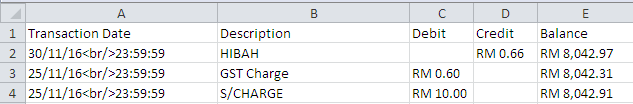 A B C D E
1 Transaction Date Description Debit Credit Balance
2 30/11/16<br/>23:59:59 HIBAH RM 0.66 RM 8,042.97
3 25/11/16<br/>23:59:59 GST Charge RM 0.60 RM 8,042.31
4 25/11/16<br/>25:59:59 S/CHARGE RM 10.00 RM 8,042.91